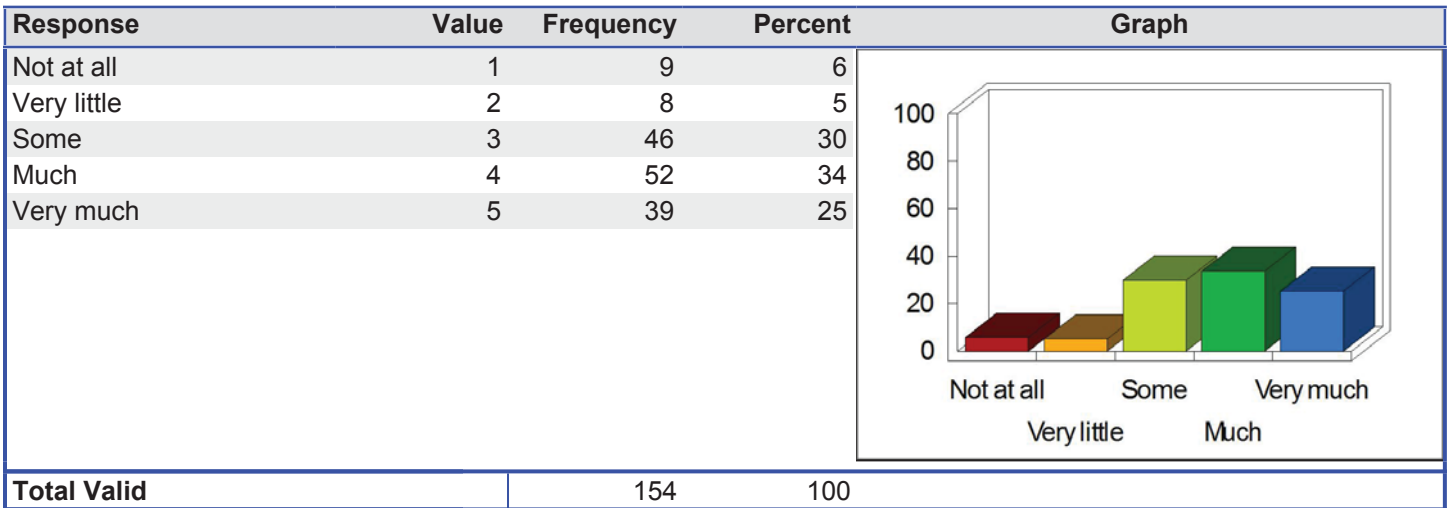 Response Value Frequency Percent Graph
Not at all 1 9 6
Very little 2 8 5
Some 3 46 30
Much 4 52 34
Very much 5 39 25
100
80
60
40
20
0
Not at all Some Very much
Very little Much
Total Valid 154 100